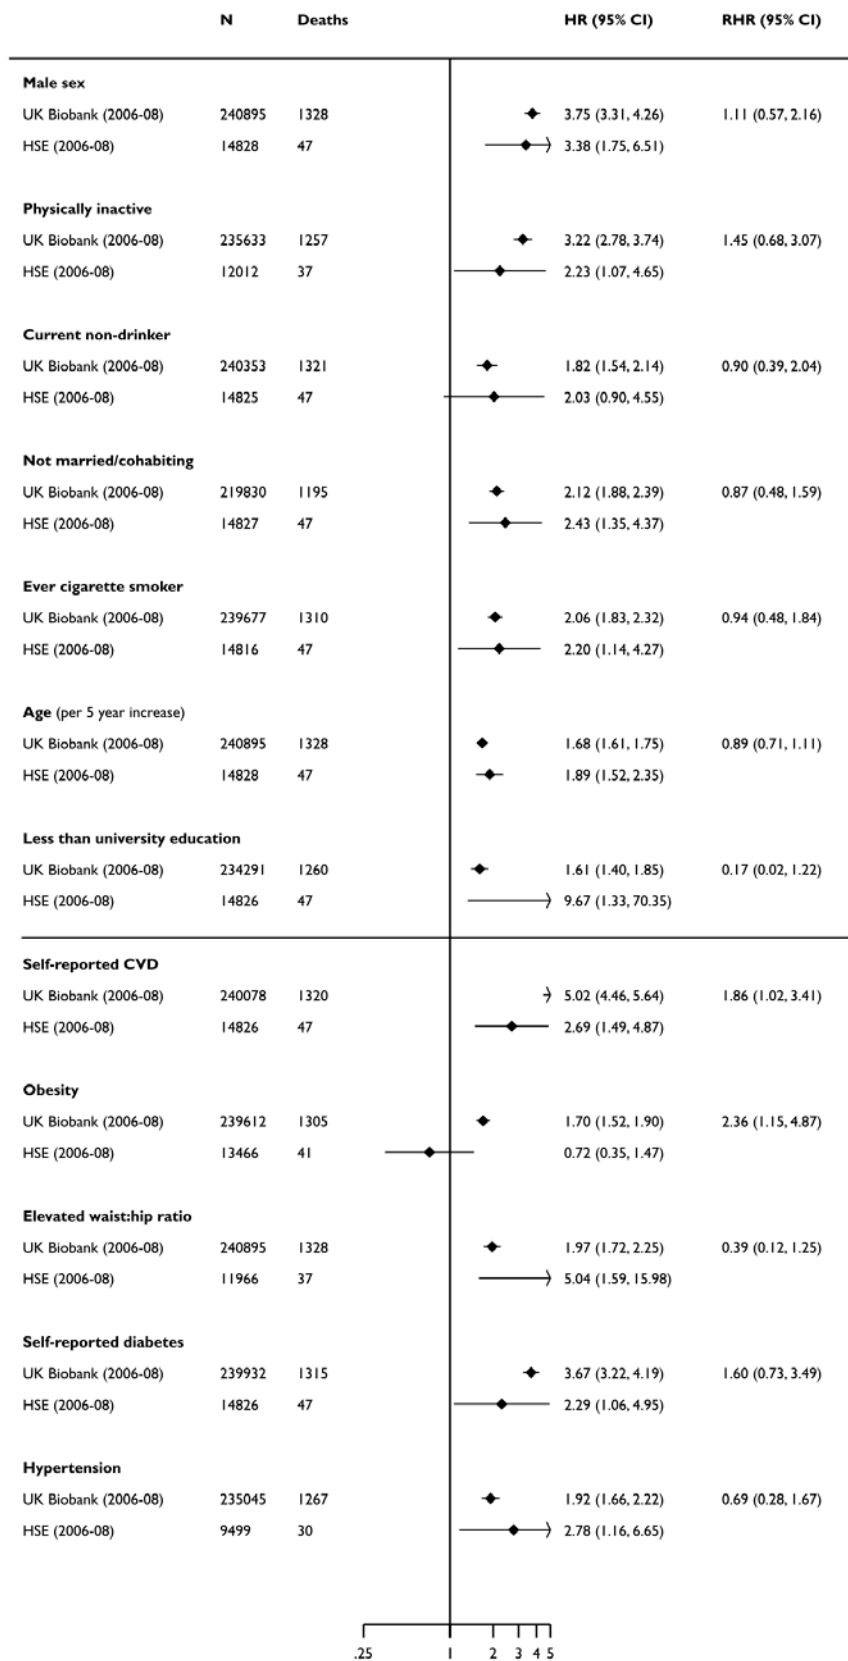 N Deaths HR (95% CI) RHR (95% CI)
Male sex
UK Biobank (2006-08) 240895 1328 3.75 (3.31, 4.26) 1.11 (0.57, 2.16)
HSE (2006-08) 14828 47 3.38 (1.75, 6.51)
Physically inactive
UK Biobank (2006-08) 235633 1257 3.22 (2.78, 3.74) 1.45 (0.68, 3.07)
HSE (2006-08) 12012 37 2.23 (1.07, 4.65)
Current non-drinker
UK Biobank (2006-08) 240353 1321 1.82 (1.54, 2.14) 0.90 (0.39, 2.04)
HSE (2006-08) 14825 47 2.03 (0.90, 4.55)
Not married/cohabiting
UK Biobank (2006-08) 219830 1195 2.12 (1.88, 2.39) 0.87 (0.48, 1.59)
HSE (2006-08) 14827 47 2.43 (1.35, 4.37)
Ever cigarette smoker
UK Biobank (2006-08) 239677 1310 2.06 (1.83, 2.32) 0.94 (0.48, 1.84)
HSE (2006-08) 14816 47 2.20 (1.14, 4.27)
Age (per 5 year increase)
UK Biobank (2006-08) 240895 1328 1.68 (1.61, 1.75) 0.89 (0.71, 1.11)
HSE (2006-08) 14828 47 1.89 (1.52, 2.35)
Less than university education
UK Biobank (2006-08) 234291 1260 1.61 (1.40, 1.85) 0.17 (0.02, 1.22)
HSE (2006-08) 14826 47 9.67 (1.33, 70.35)
Self-reported CVD
UK Biobank (2006-08) 240078 1320 5.02 (4.46, 5.64) 1.86 (1.02, 3.41)
HSE (2006-08) 14826 47 2.69 (1.49, 4.87)
Obesity
UK Biobank (2006-08) 239612 1305 1.70 (1.52, 1.90) 2.36 (1.15, 4.87)
HSE (2006-08) 13466 41 0.72 (0.35, 1.47)
Elevated waist:hip ratio
UK Biobank (2006-08) 240895 1328 1.97 (1.72, 2.25) 0.39 (0.12, 1.25)
HSE (2006-08) 11966 37 5.04 (1.59, 15.98)
Self-reported diabetes
UK Biobank (2006-08) 239932 1315 3.67 (3.22, 4.19) 1.60 (0.73, 3.49)
HSE (2006-08) 14826 47 2.29 (1.06, 4.95)
Hypertension
UK Biobank (2006-08) 235045 1267 1.92 (1.66, 2.22) 0.69 (0.28, 1.67)
HSE (2006-08) 9499 30 2.78 (1.16, 6.65)
.25 1 2 3 4 5